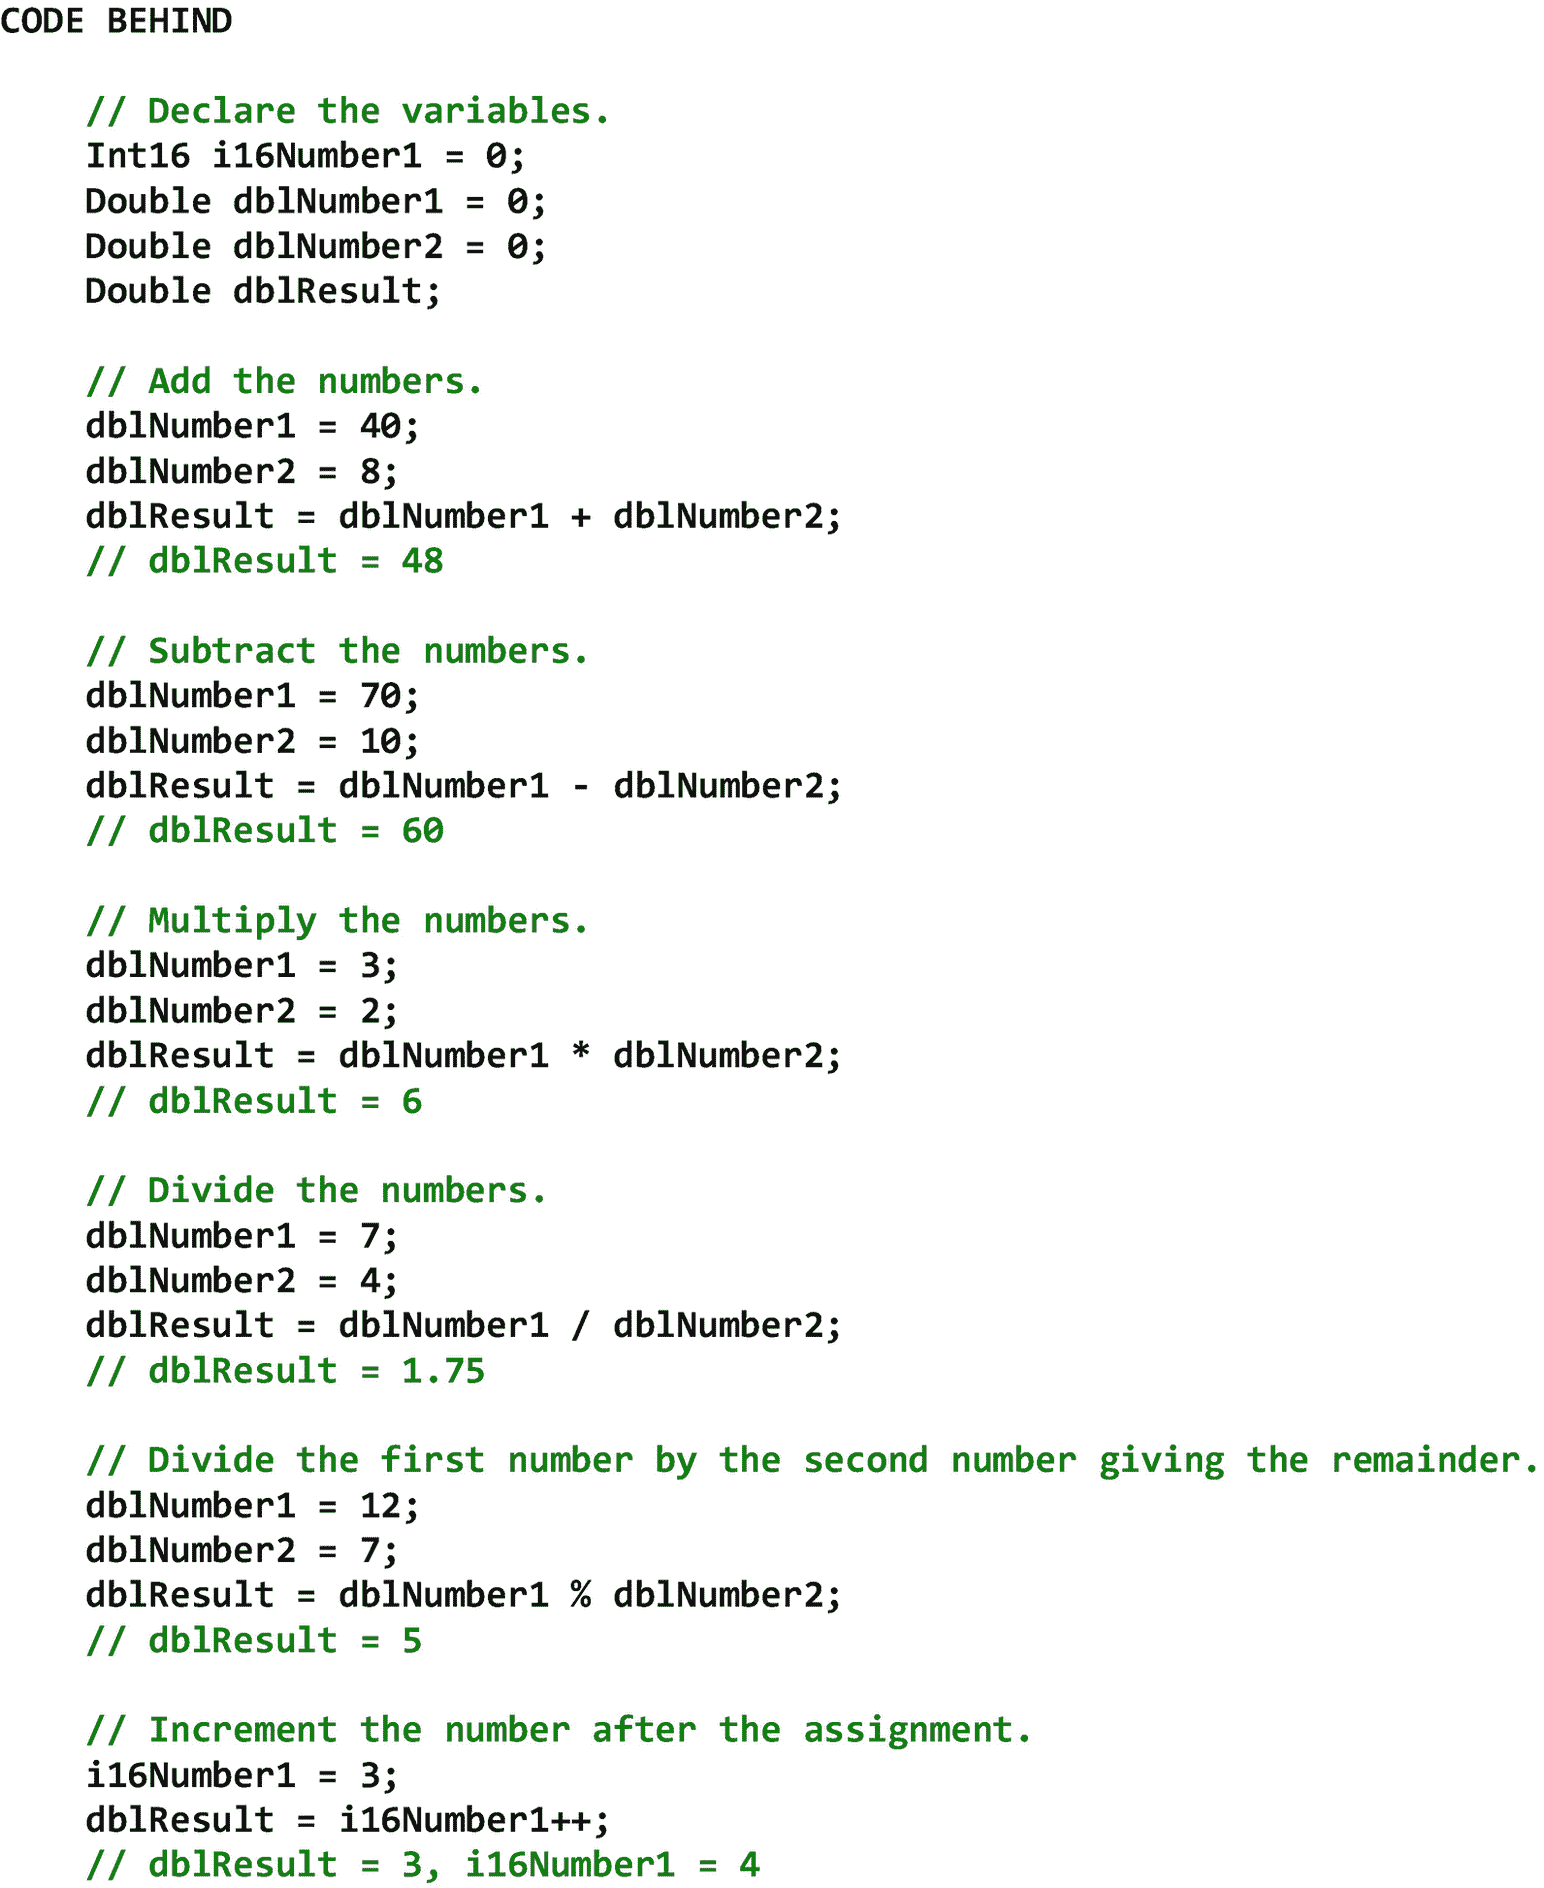 CODE BEHIND
// Declare the variables.
Int16 i16Number1 = 0;
Double dblNumber1 = 0;
Double dblNumber2 = 0;
Double dblResult;
// Add the numbers.
dblNumber1 = 40;
dblNumber2 = 8;
dblResult = dblNumber1 + dblNumber2;
// dblResult = 48
// Subtract the numbers.
dblNumber1 = 70;
dblNumber2 = 10;
dblResult = dblNumber1 - dblNumber2;
// dblResult = 60
// Multiply the numbers.
dblNumber1 = 3;
dblNumber2 = 2;
dblResult = dblNumber1 * dblNumber2;
// dblResult = 6
// Divide the numbers.
dblNumber1 = 7;
dblNumber2 = 4;
dblResult = dblNumber1 / dblNumber2;
// dblResult = 1.75
// Divide the first number by the second number giving the remainder.
dblNumber1 = 12;
dblNumber2 = 7;
dblResult = dblNumber1 % dblNumber2;
// dblResult = 5
// Increment the number after the assignment.
i16Number1 = 3;
dblResult = i16Number1++;
// dblResult = 3, i16Number1 = 4